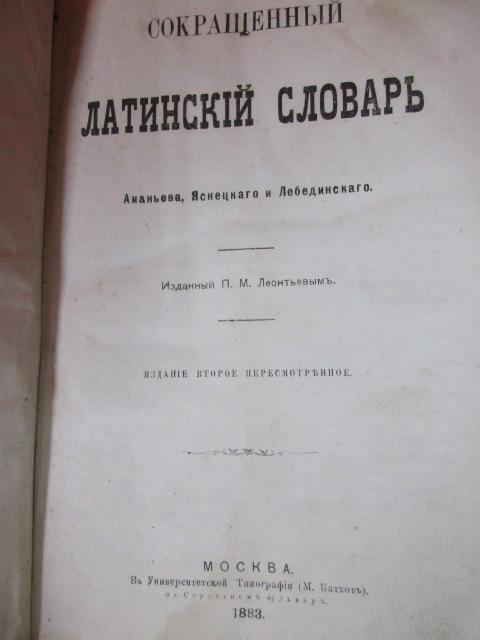 СОКРАЩЕННЫЙ
ЛАТИНСКІЙ СЛОВАРЬ
Ананьева, Яснецкаго и Лебединскаго.
Изданный П. М. Леонтьевымъ.
ИЗДАНІЕ ВТОРОЕ ПЕРЕСМОТРѢННОЕ.
МОСКВА.
Въ Университетской Типографіи (М. Катковъ),
на Страстномъ бульварѣ.
1883.